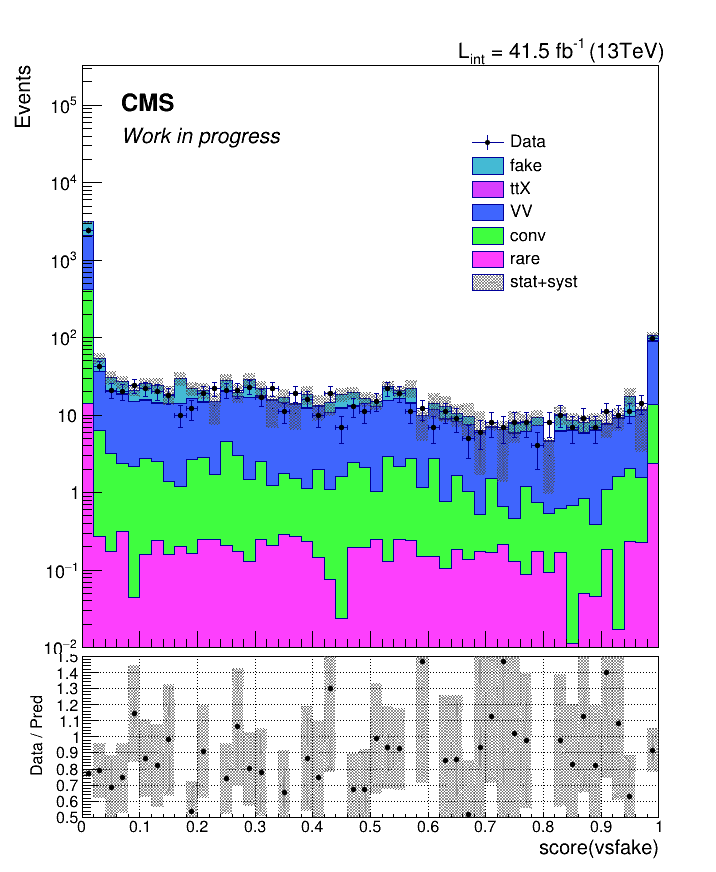 L_int = 41.5 fb^-1 (13TeV)
Events
CMS
Work in progress
Data
fake
ttX
VV
conv
rare
stat+syst
10^5
10^4
10^3
10^2
10
1
10^-1
10^-2
Data / Pred
1.5
1.4
1.3
1.2
1.1
1
0.9
0.8
0.7
0.6
0.5
0 0.1 0.2 0.3 0.4 0.5 0.6 0.7 0.8 0.9 1
score(vsfake)